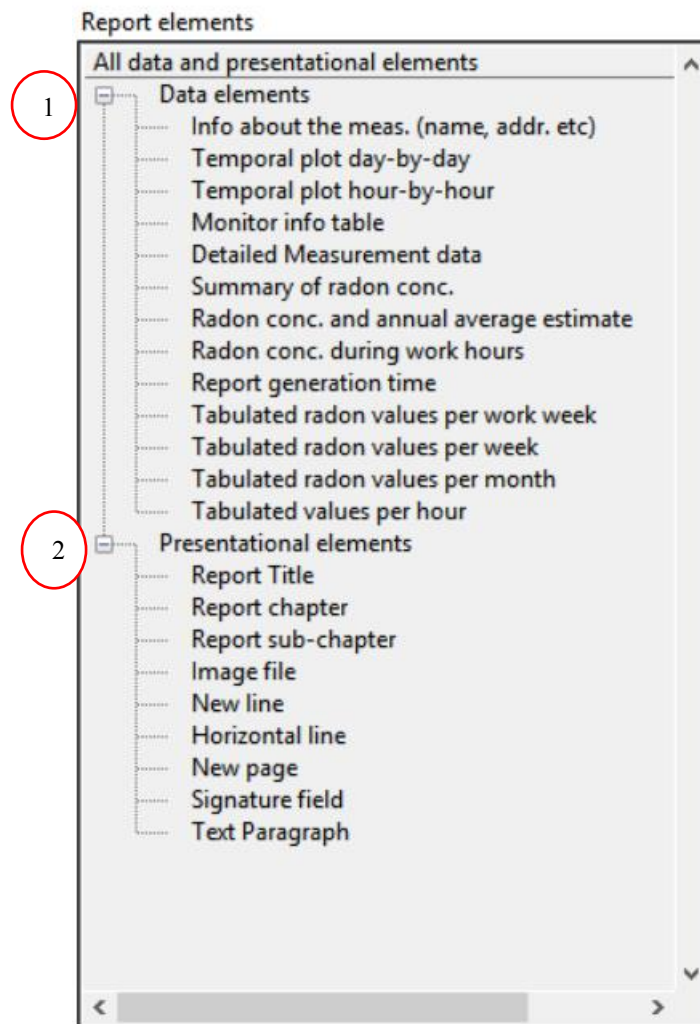 Report elements
All data and presentational elements
1
Data elements
Info about the meas. (name, addr. etc)
Temporal plot day-by-day
Temporal plot hour-by-hour
Monitor info table
Detailed Measurement data
Summary of radon conc.
Radon conc. and annual average estimate
Radon conc. during work hours
Report generation time
Tabulated radon values per work week
Tabulated radon values per week
Tabulated radon values per month
Tabulated values per hour
2
Presentational elements
Report Title
Report chapter
Report sub-chapter
Image file
New line
Horizontal line
New page
Signature field
Text Paragraph